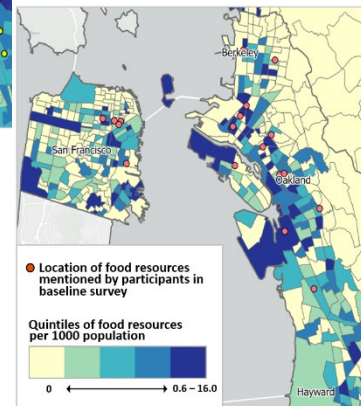 Berkeley
San Francisco
Oakland
Location of food resources
mentioned by participants in
baseline survey
Quintiles of food resources
per 1000 population
0
0.6 – 16.0
Hayward